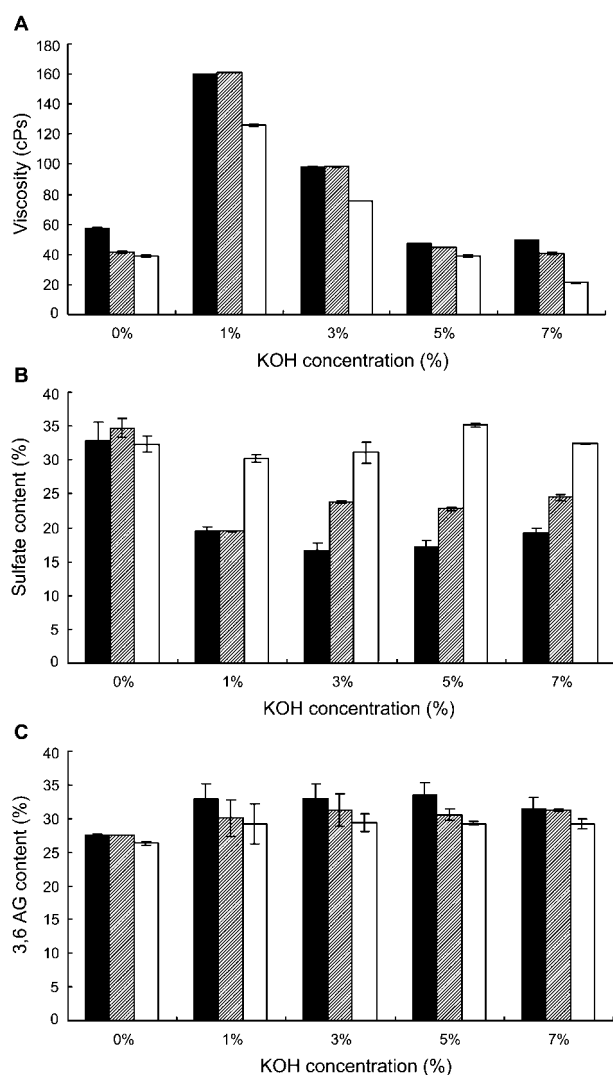 A
180
160
140
120
100
80
60
40
20
0
Viscosity (cPs)
0% 1% 3% 5% 7%
KOH concentration (%)
B
40
35
30
25
20
15
10
5
0
Sulfate content (%)
0% 1% 3% 5% 7%
KOH concentration (%)
C
40
35
30
25
20
15
10
5
0
3,6 AG content (%)
0% 1% 3% 5% 7%
KOH concentration (%)